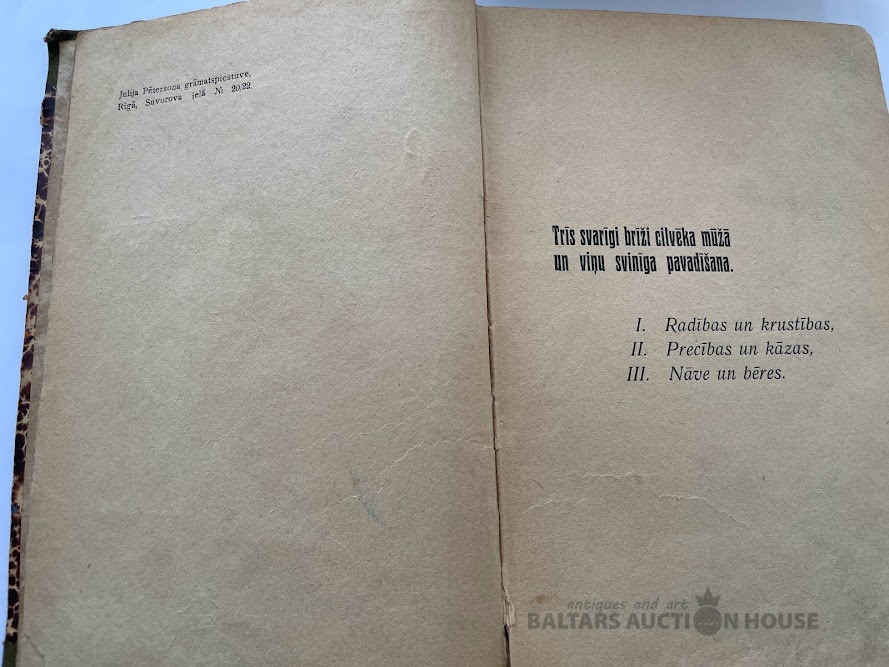 Julija Pētersona grāmatspiestuve,
Rīgā, Suvorova ielā № 20/22.
Trīs svarīgi brīži cilvēka mūžā
un viņu svinīga pavadīšana.
I. Radības un krustības,
II. Precības un kāzas,
III. Nāve un bēres.
antiques and art
BALTARS AUCTION HOUSE